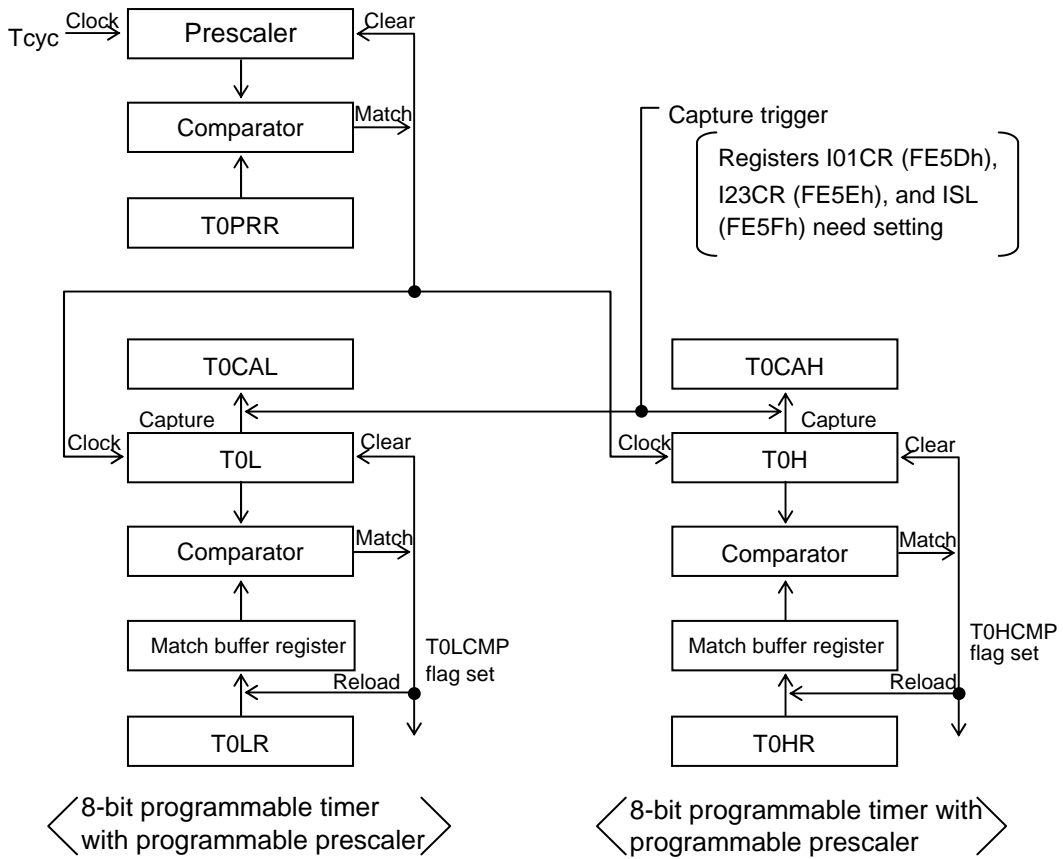 Tcyc
Clock
Prescaler
Clear
Comparator
Match
T0PRR
Capture trigger
Registers I01CR (FE5Dh),
I23CR (FE5Eh), and ISL
(FE5Fh) need setting
T0CAL
T0CAH
Capture
Capture
Clock
T0L
Clear
Clock
T0H
Clear
Comparator
Match
Comparator
Match
Match buffer register
T0LCMP
flag set
Match buffer register
T0HCMP
flag set
Reload
Reload
T0LR
T0HR
8-bit programmable timer
with programmable prescaler
8-bit programmable timer with
programmable prescaler